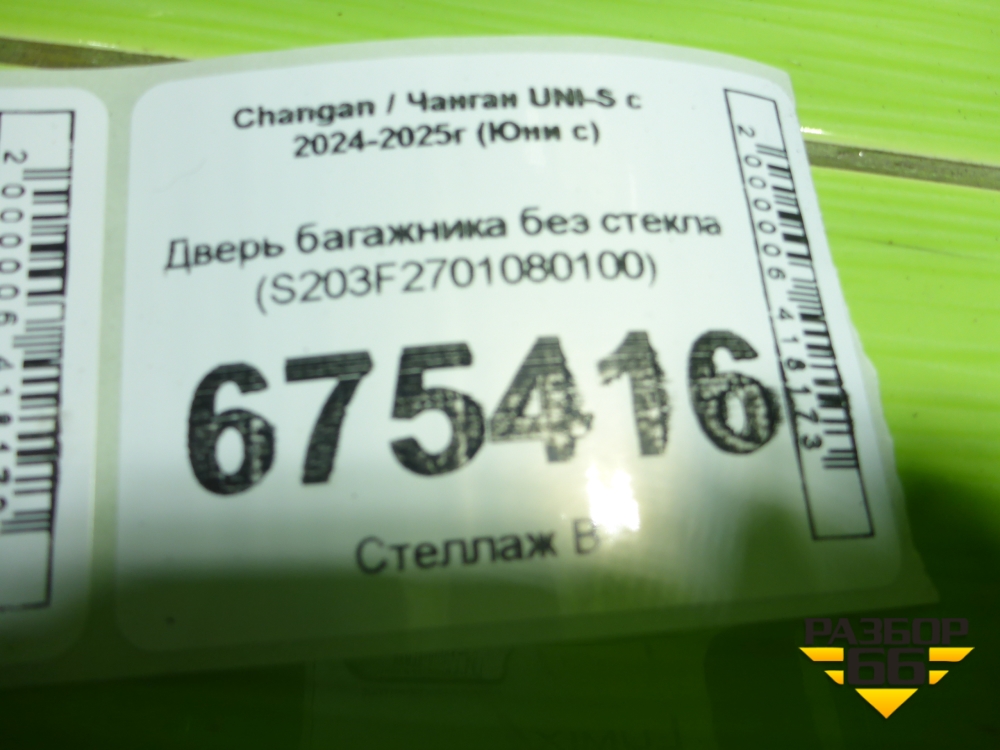 Changan / Чанган UNI-S с
2024-2025г (Юни с)
Дверь багажника без стекла
(S203F2701080100)
675416
Стеллаж В
2000006418173
РАЗБОР
66